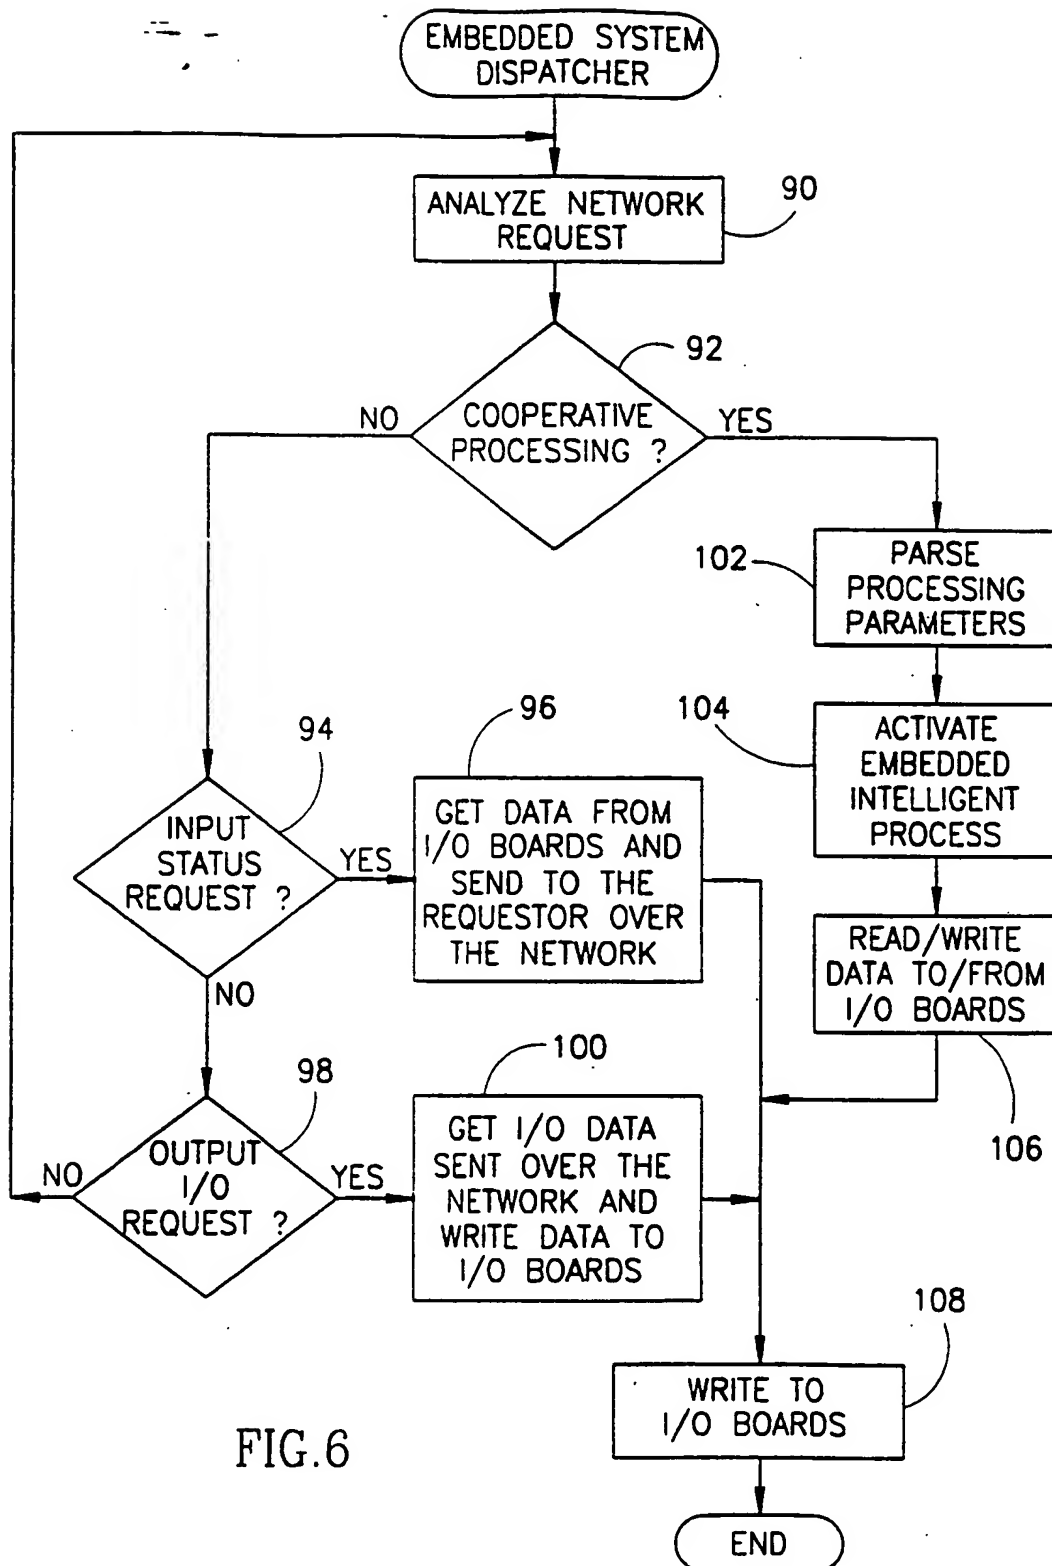 EMBEDDED SYSTEM
DISPATCHER
ANALYZE NETWORK
REQUEST
90
92
COOPERATIVE
PROCESSING ?
NO
YES
102
PARSE
PROCESSING
PARAMETERS
104
ACTIVATE
EMBEDDED
INTELLIGENT
PROCESS
94
INPUT
STATUS
REQUEST ?
YES
NO
96
GET DATA FROM
I/O BOARDS AND
SEND TO THE
REQUESTOR OVER
THE NETWORK
READ/WRITE
DATA TO/FROM
I/O BOARDS
106
98
OUTPUT
I/O
REQUEST ?
NO
YES
100
GET I/O DATA
SENT OVER THE
NETWORK AND
WRITE DATA TO
I/O BOARDS
108
WRITE TO
I/O BOARDS
END
FIG.6